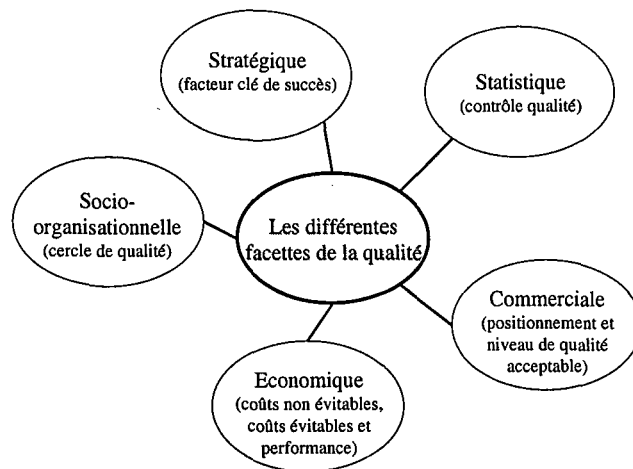 Stratégique
(facteur clé de succès)
Statistique
(contrôle qualité)
Socio-
organisationnelle
(cercle de qualité)
Les différentes
facettes de la qualité
Commerciale
(positionnement et
niveau de qualité
acceptable)
Economique
(coûts non évitables,
coûts évitables et
performance)